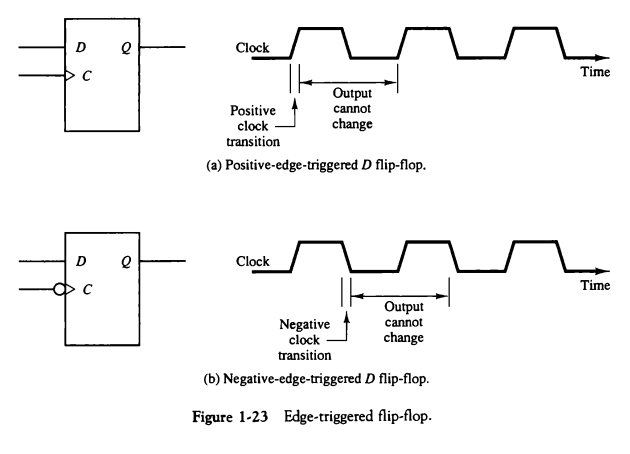 D Q
C
Clock
Time
Positive
clock
transition
Output
cannot
change
(a) Positive-edge-triggered D flip-flop.
D Q
C
Clock
Time
Negative
clock
transition
Output
cannot
change
(b) Negative-edge-triggered D flip-flop.
Figure 1-23 Edge-triggered flip-flop.